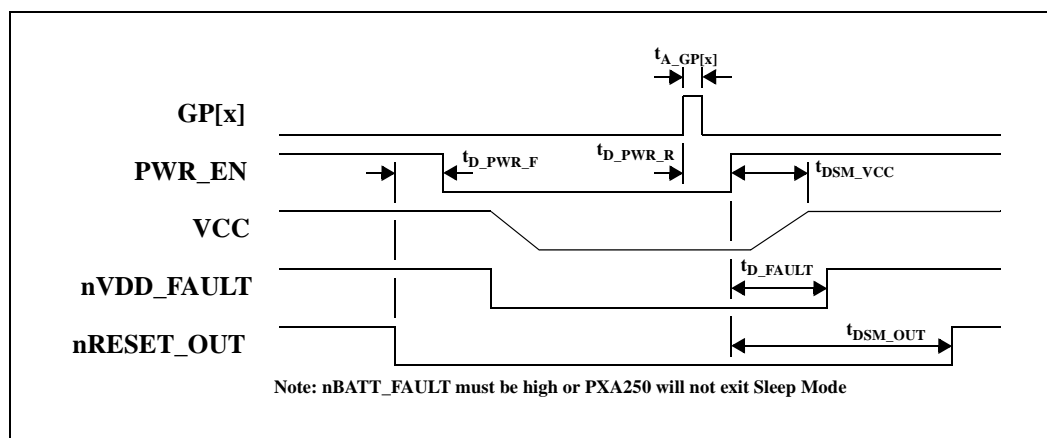 tA_GP[x]
GP[x]
tD_PWR_F
tD_PWR_R
PWR_EN
tDSM_VCC
VCC
tD_FAULT
nVDD_FAULT
tDSM_OUT
nRESET_OUT
Note: nBATT_FAULT must be high or PXA250 will not exit Sleep Mode